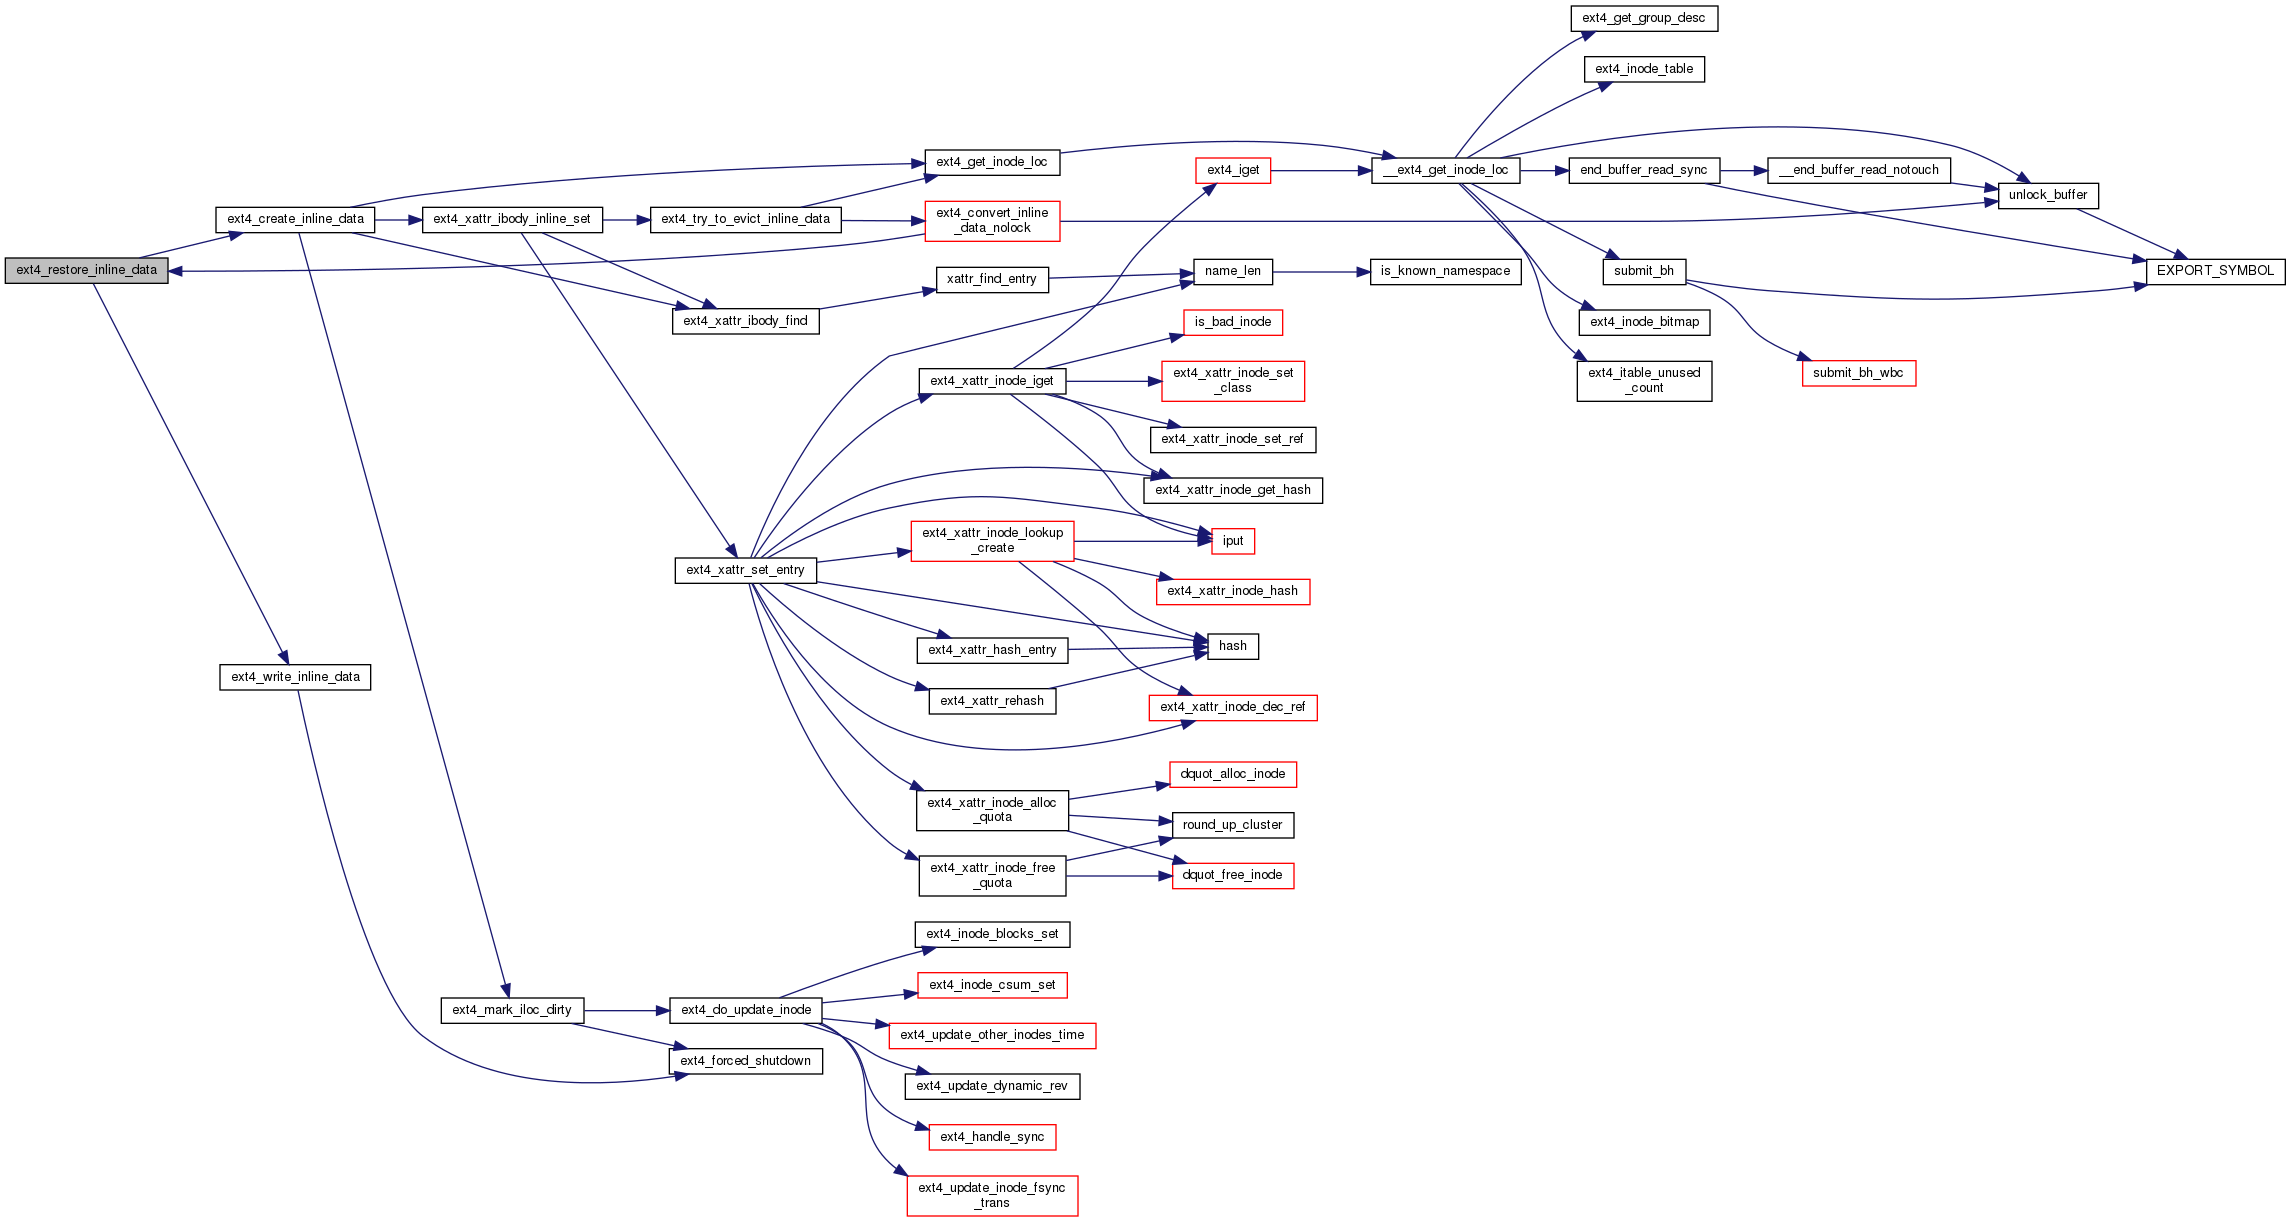 ext4_get_group_desc
ext4_inode_table
ext4_get_inode_loc
ext4_iget
__ext4_get_inode_loc
end_buffer_read_sync
__end_buffer_read_notouch
unlock_buffer
ext4_create_inline_data
ext4_xattr_ibody_inline_set
ext4_try_to_evict_inline_data
ext4_convert_inline
_data_nolock
ext4_restore_inline_data
xattr_find_entry
name_len
is_known_namespace
submit_bh
EXPORT_SYMBOL
ext4_xattr_ibody_find
is_bad_inode
ext4_inode_bitmap
ext4_xattr_inode_iget
ext4_xattr_inode_set
_class
ext4_itable_unused
_count
submit_bh_wbc
ext4_xattr_inode_set_ref
ext4_xattr_inode_get_hash
ext4_xattr_inode_lookup
_create
iput
ext4_xattr_set_entry
ext4_xattr_inode_hash
ext4_xattr_hash_entry
hash
ext4_write_inline_data
ext4_xattr_rehash
ext4_xattr_inode_dec_ref
dquot_alloc_inode
ext4_xattr_inode_alloc
_quota
round_up_cluster
ext4_xattr_inode_free
_quota
dquot_free_inode
ext4_inode_blocks_set
ext4_inode_csum_set
ext4_mark_iloc_dirty
ext4_do_update_inode
ext4_update_other_inodes_time
ext4_forced_shutdown
ext4_update_dynamic_rev
ext4_handle_sync
ext4_update_inode_fsync
_trans